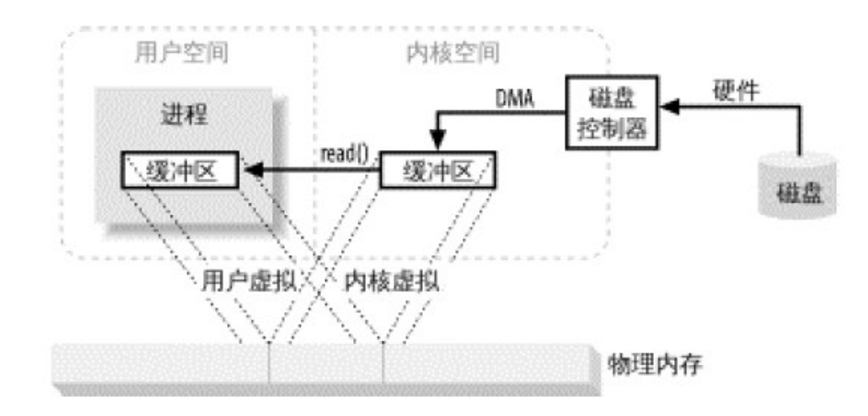 用户空间
内核空间
进程
DMA
磁盘
控制器
硬件
read()
缓冲区
缓冲区
磁盘
用户虚拟
内核虚拟
物理内存